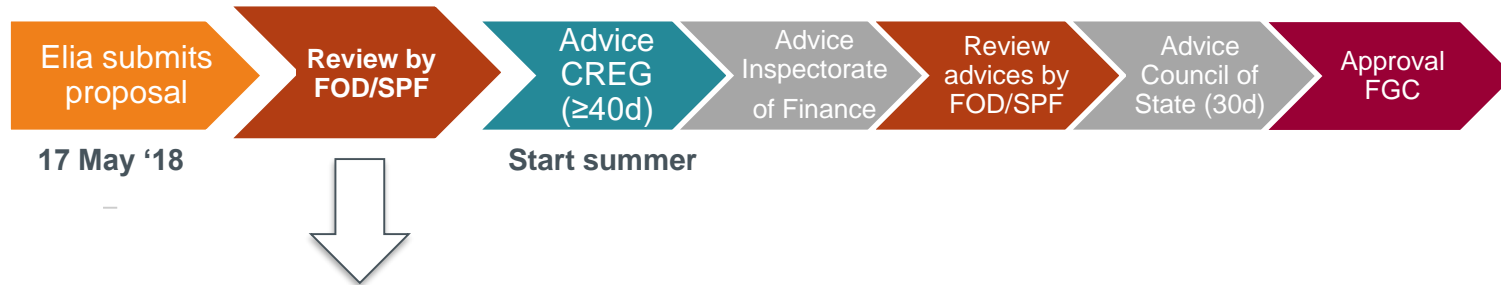 Elia submits
proposal
Review by
FOD/SPF
Advice
CREG
(≥40d)
Advice
Inspectorate
of Finance
Review
advices by
FOD/SPF
Advice
Council of
State (30d)
Approval
FGC
17 May ‘18
Start summer
–